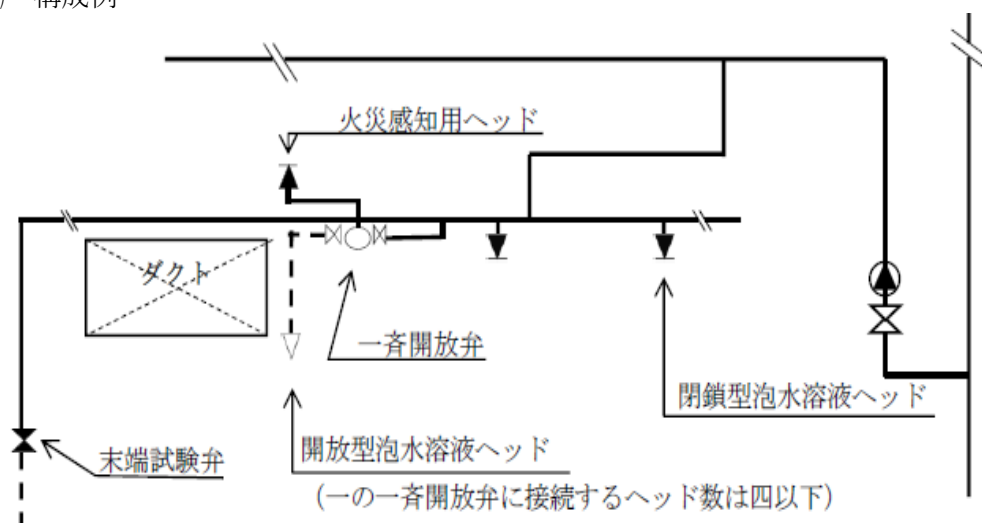 構成例
火災感知用ヘッド
ダクト
一斉開放弁
閉鎖型泡水溶液ヘッド
開放型泡水溶液ヘッド
末端試験弁
（一の一斉開放弁に接続するヘッド数は四以下）